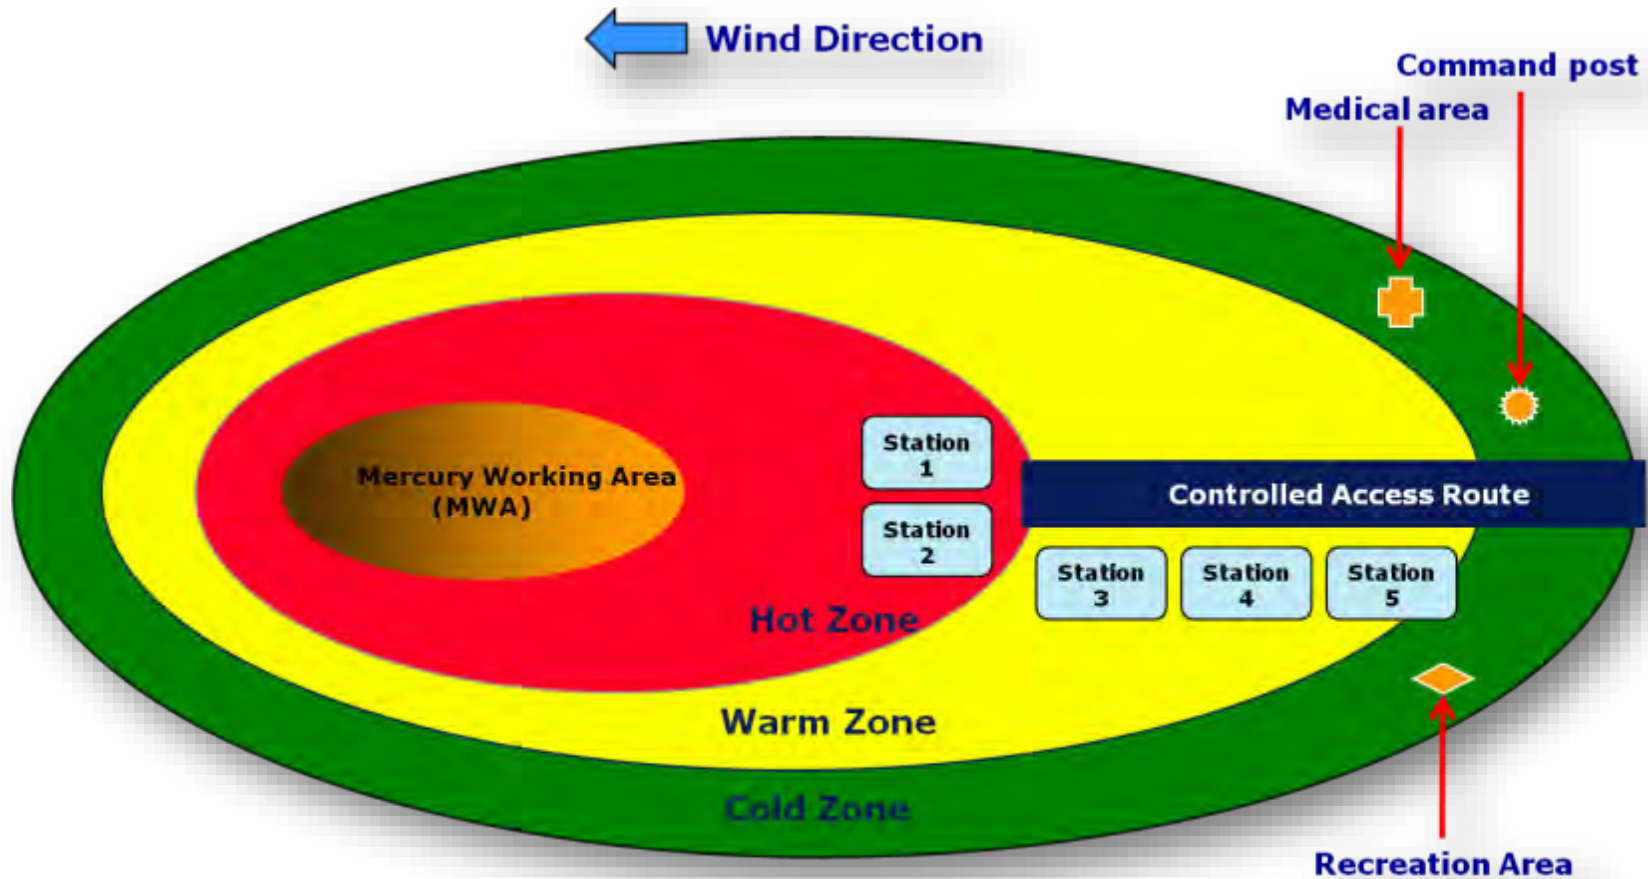 Wind Direction
Command post
Medical area
Station
1
Mercury Working Area
(MWA)
Controlled Access Route
Station
2
Station
3
Station
4
Station
5
Hot Zone
Warm Zone
Cold Zone
Recreation Area